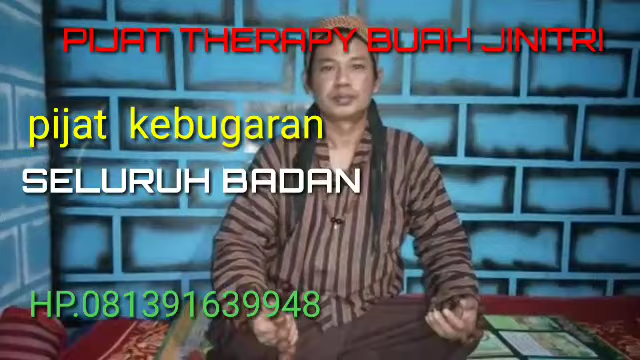 PIJAT THERAPY BUAH JINITRI
pijat kebugaran
SELURUH BADAN
HP.081391639948